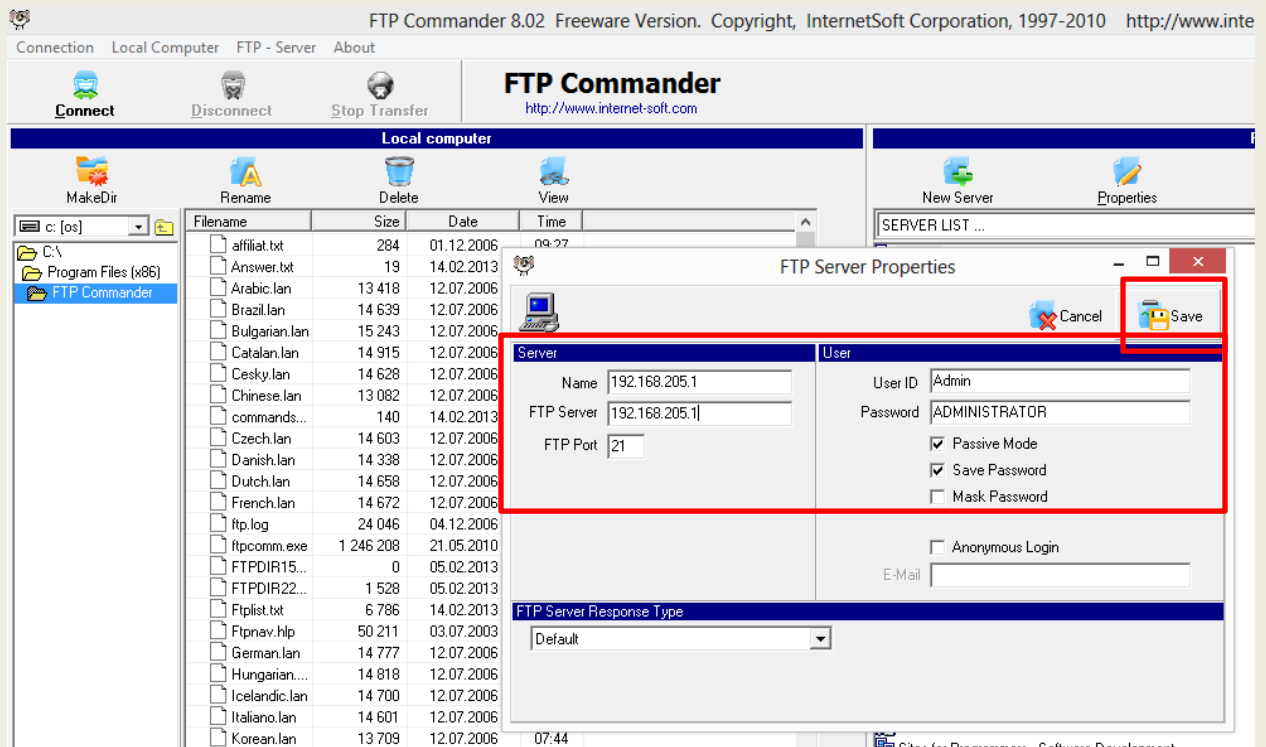 FTP Commander 8.02 Freeware Version. Copyright, InternetSoft Corporation, 1997-2010 http://www.inte
Connection Local Computer FTP - Server About
Connect Disconnect Stop Transfer
FTP Commander
http://www.internet-soft.com
Local computer
MakeDir Rename Delete View
New Server Properties
c: [os]
C:\
Program Files (x86)
FTP Commander
Filename Size Date Time
affiliat.txt 284 01.12.2006 09:27
Answer.txt 19 14.02.2013
Arabic.lan 13 418 12.07.2006
Brazil.lan 14 639 12.07.2006
Bulgarian.lan 15 243 12.07.2006
Catalan.lan 14 915 12.07.2006
Cesky.lan 14 628 12.07.2006
Chinese.lan 13 082 12.07.2006
commands... 140 14.02.2013
Czech.lan 14 603 12.07.2006
Danish.lan 14 338 12.07.2006
Dutch.lan 14 658 12.07.2006
French.lan 14 672 12.07.2006
ftp.log 24 046 04.12.2006
ftpcomm.exe 1 246 208 21.05.2010
FTPDIR15... 0 05.02.2013
FTPDIR22... 1 528 05.02.2013
Ftplist.txt 6 786 14.02.2013
Ftpnav.hlp 50 211 03.07.2003
German.lan 14 777 12.07.2006
Hungarian.... 14 818 12.07.2006
Icelandic.lan 14 700 12.07.2006
Italiano.lan 14 601 12.07.2006
Korean.lan 13 709 12.07.2006 07:44
SERVER LIST ...
FTP Server Properties
Cancel Save
Server User
Name 192.168.205.1
FTP Server 192.168.205.1
FTP Port 21
User ID Admin
Password ADMINISTRATOR
Passive Mode
Save Password
Mask Password
Anonymous Login
E-Mail
FTP Server Response Type
Default